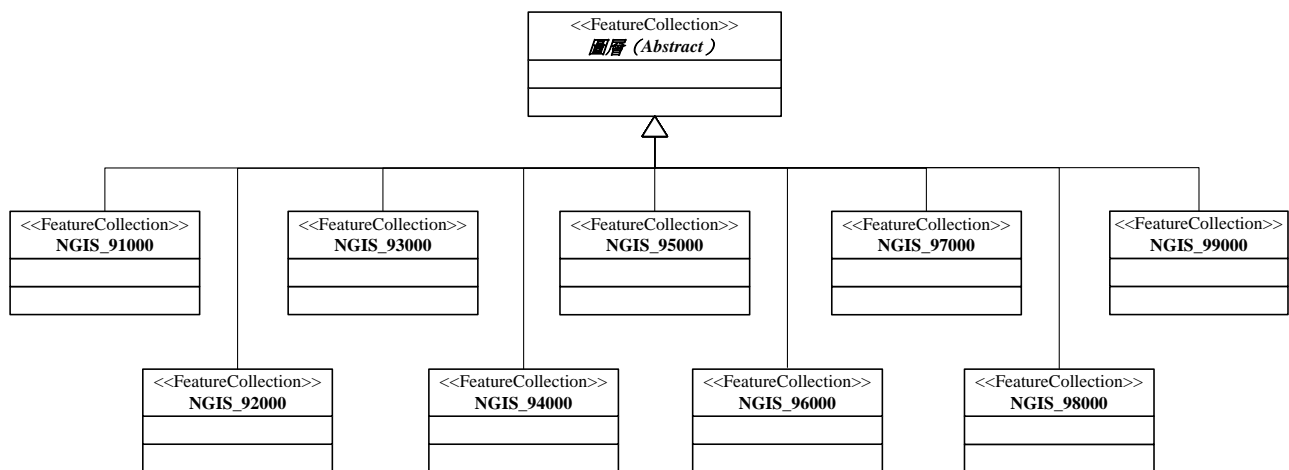 <<FeatureCollection>>
圖層（Abstract）
<<FeatureCollection>>
NGIS_91000
<<FeatureCollection>>
NGIS_93000
<<FeatureCollection>>
NGIS_95000
<<FeatureCollection>>
NGIS_97000
<<FeatureCollection>>
NGIS_99000
<<FeatureCollection>>
NGIS_92000
<<FeatureCollection>>
NGIS_94000
<<FeatureCollection>>
NGIS_96000
<<FeatureCollection>>
NGIS_98000